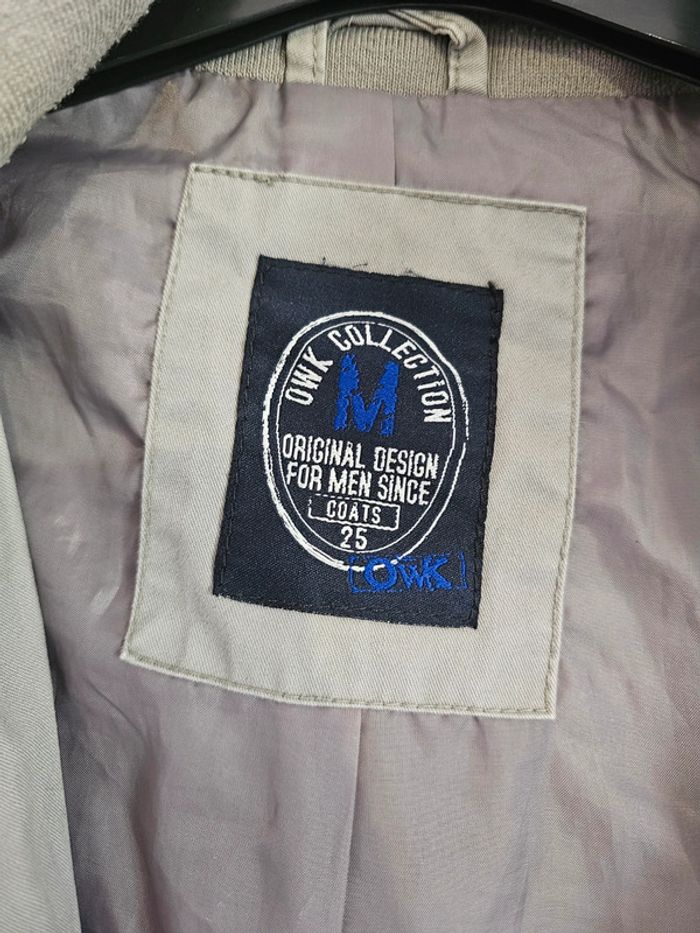 OWK COLLECTION
M
ORIGINAL DESIGN
FOR MEN SINCE
COATS
25
OWK